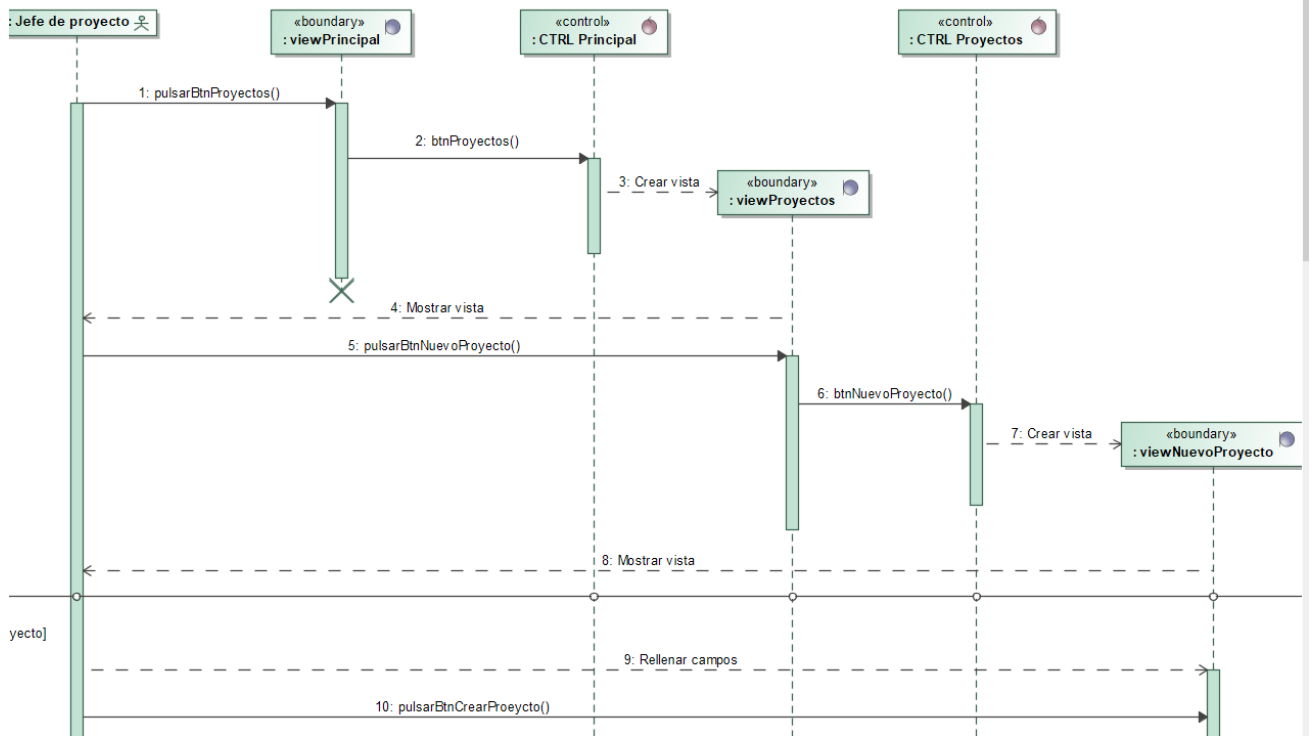 : Jefe de proyecto
«boundary»
: viewPrincipal
«control»
: CTRL Principal
«control»
: CTRL Proyectos
1: pulsarBtnProyectos()
2: btnProyectos()
3: Crear vista
«boundary»
: viewProyectos
4: Mostrar vista
5: pulsarBtnNuevoProyecto()
6: btnNuevoProyecto()
7: Crear vista
«boundary»
: viewNuevoProyecto
8: Mostrar vista
yecto]
9: Rellenar campos
10: pulsarBtnCrearProeycto()